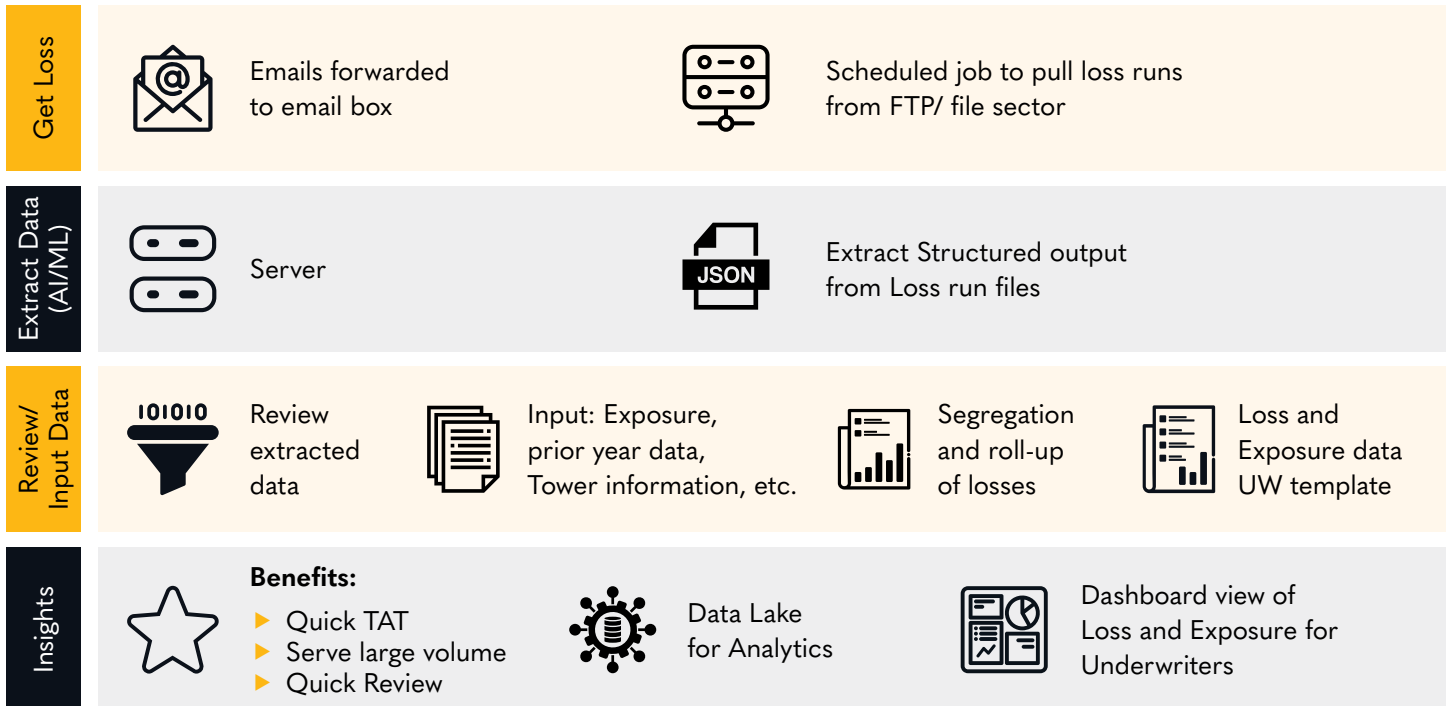 Get Loss
Emails forwarded
to email box
Scheduled job to pull loss runs
from FTP/ file sector
Extract Data
(AI/ML)
Server
JSON
Extract Structured output
from Loss run files
Review/
Input Data
101010
Review
extracted
data
Input: Exposure,
prior year data,
Tower information, etc.
Segregation
and roll-up
of losses
Loss and
Exposure data
UW template
Insights
Benefits:
Quick TAT
Serve large volume
Quick Review
Data Lake
for Analytics
Dashboard view of
Loss and Exposure for
Underwriters